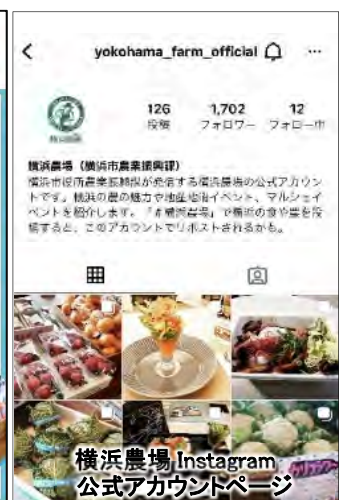 yokohama_farm_official
126
投稿
1,702
フォロワー
12
フォロー中
横浜農場（横浜市農業振興課）
横浜市役所農業振興課が発信する横浜農場の公式アカウン
トです。横浜の農の魅力や地産地消イベント、マルシェイ
ベントを紹介します。「#横浜農場」で横浜の食や農を投
稿すると、このアカウントでリポストされるかも。
横浜農場 Instagram
公式アカウントページ